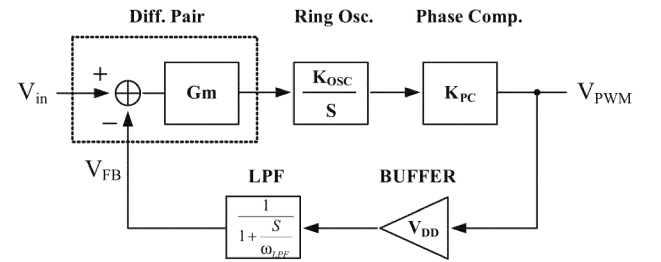 Diff. Pair Ring Osc. Phase Comp.
V_in + Gm K_OSC / S K_PC V_PWM
−
V_FB LPF BUFFER
1 / (1 + S / ω_LPF) V_DD